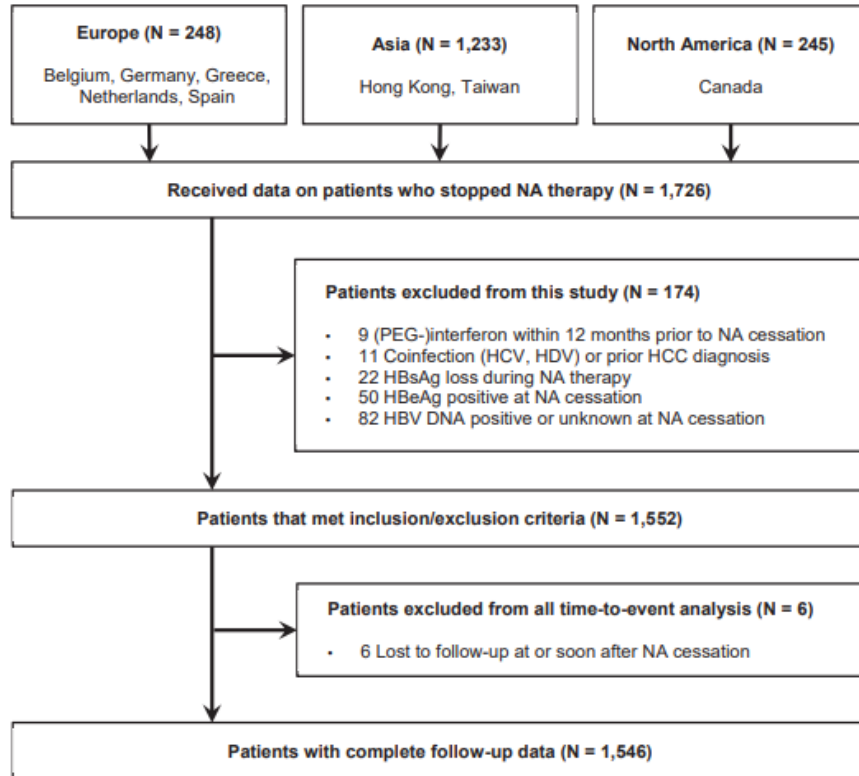 Europe (N = 248)
Belgium, Germany, Greece,
Netherlands, Spain
Asia (N = 1,233)
Hong Kong, Taiwan
North America (N = 245)
Canada
Received data on patients who stopped NA therapy (N = 1,726)
Patients excluded from this study (N = 174)
• 9 (PEG-)interferon within 12 months prior to NA cessation
• 11 Coinfection (HCV, HDV) or prior HCC diagnosis
• 22 HBsAg loss during NA therapy
• 50 HBeAg positive at NA cessation
• 82 HBV DNA positive or unknown at NA cessation
Patients that met inclusion/exclusion criteria (N = 1,552)
Patients excluded from all time-to-event analysis (N = 6)
• 6 Lost to follow-up at or soon after NA cessation
Patients with complete follow-up data (N = 1,546)